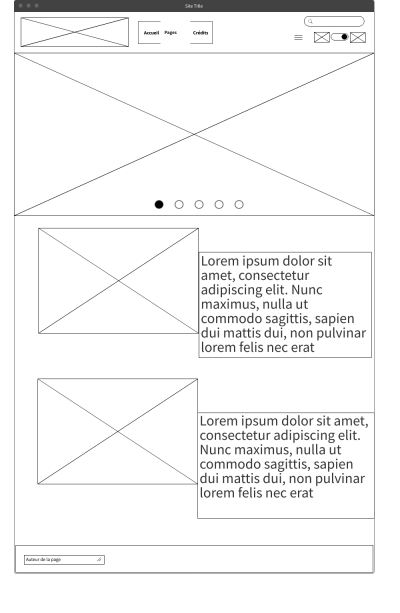 Site Title
Accueil Pages Crédits
Lorem ipsum dolor sit
amet, consectetur
adipiscing elit. Nunc
maximus, nulla ut
commodo sagittis, sapien
dui mattis dui, non pulvinar
lorem felis nec erat
Lorem ipsum dolor sit amet,
consectetur adipiscing elit.
Nunc maximus, nulla ut
commodo sagittis, sapien
dui mattis dui, non pulvinar
lorem felis nec erat
Auteur de la page